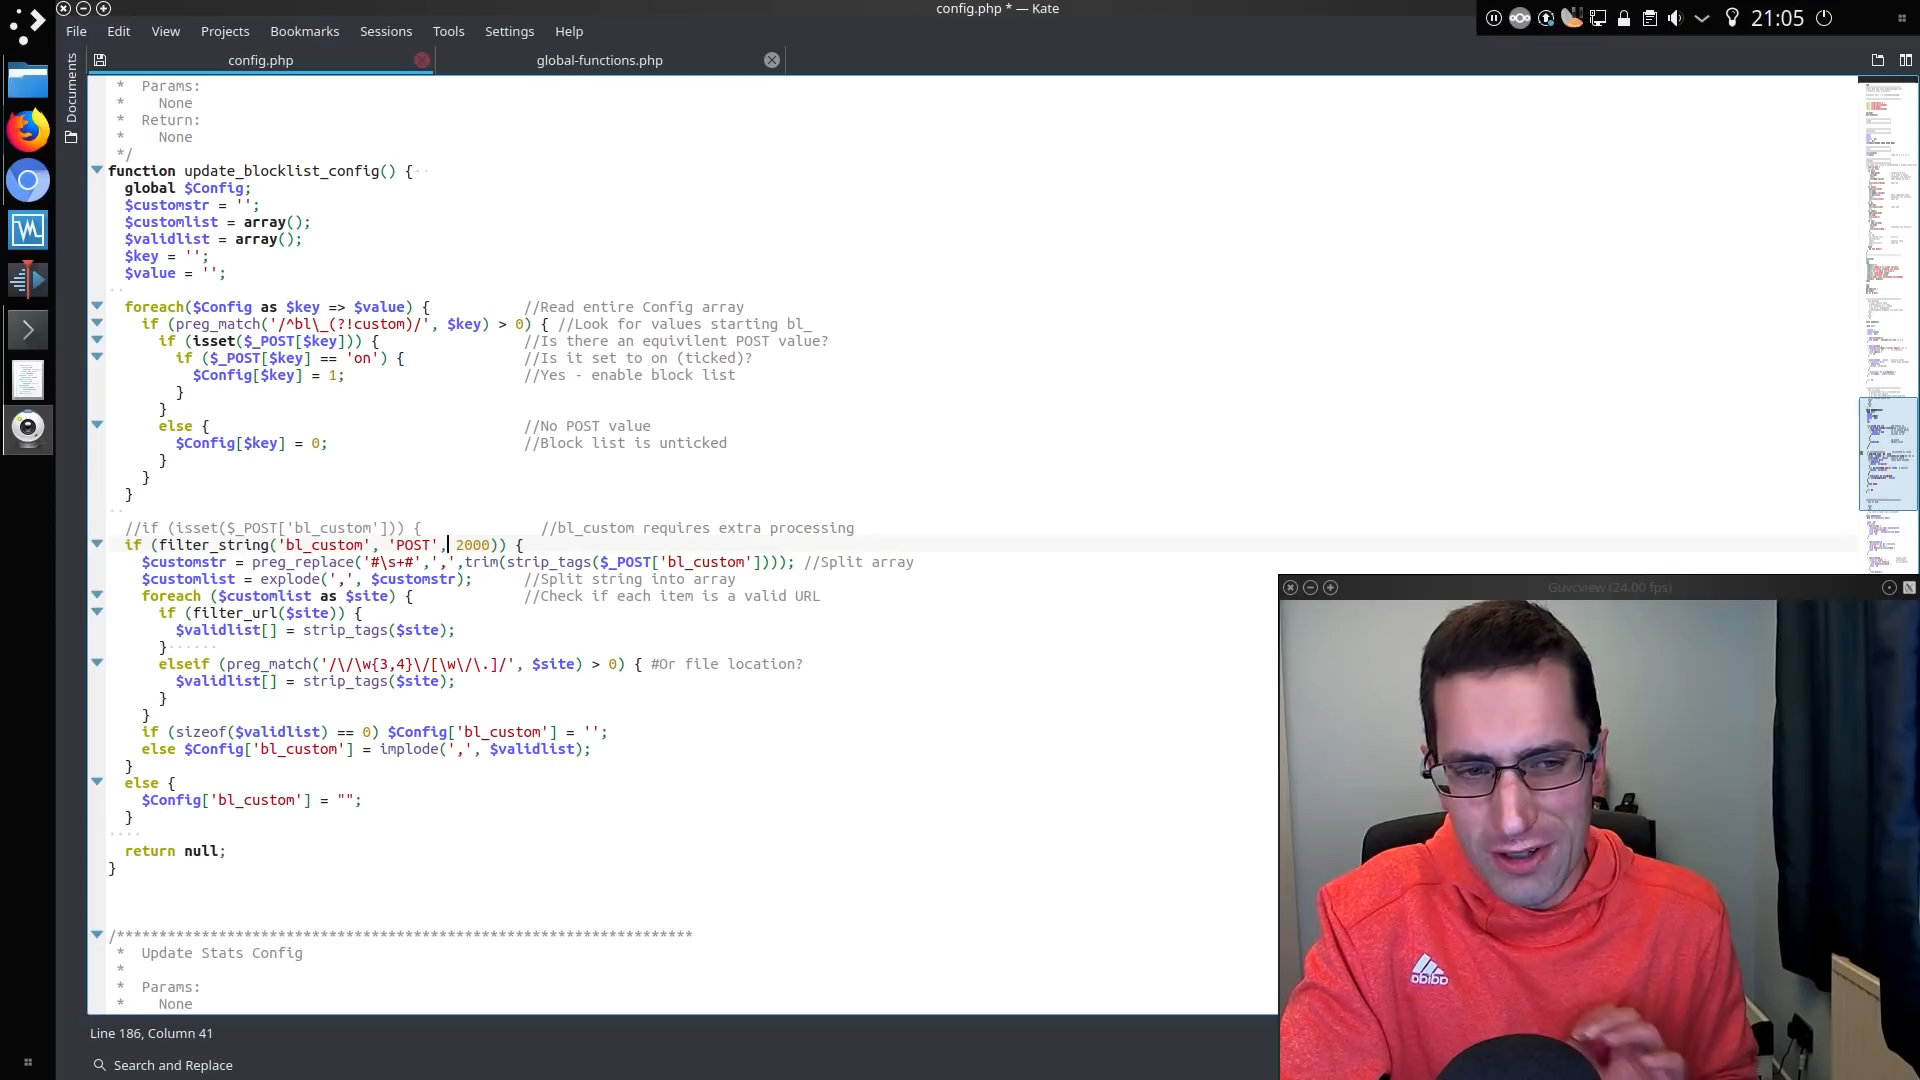 config.php * — Kate
21:05
File Edit View Projects Bookmarks Sessions Tools Settings Help
config.php
global-functions.php
Documents
*  Params:
*    None
*  Return:
*    None
*/
function update_blocklist_config() {
global $Config;
$customstr = '';
$customlist = array();
$validlist = array();
$key = '';
$value = '';
foreach($Config as $key => $value) { //Read entire Config array
if (preg_match('/^bl\_(?!custom)/', $key) > 0) { //Look for values starting bl_
if (isset($_POST[$key])) { //Is there an equivilent POST value?
if ($_POST[$key] == 'on') { //Is it set to on (ticked)?
$Config[$key] = 1; //Yes - enable block list
}
}
else { //No POST value
$Config[$key] = 0; //Block list is unticked
}
}
}
//if (isset($_POST['bl_custom'])) { //bl_custom requires extra processing
if (filter_string('bl_custom', 'POST', 2000)) {
$customstr = preg_replace('#\s+#',',',trim(strip_tags($_POST['bl_custom']))); //Split array
$customlist = explode(',', $customstr); //Split string into array
foreach ($customlist as $site) { //Check if each item is a valid URL
if (filter_url($site)) {
$validlist[] = strip_tags($site);
}
elseif (preg_match('/\/\w{3,4}\/[\w\/\.]/', $site) > 0) { #Or file location?
$validlist[] = strip_tags($site);
}
}
if (sizeof($validlist) == 0) $Config['bl_custom'] = '';
else $Config['bl_custom'] = implode(',', $validlist);
}
else {
$Config['bl_custom'] = "";
}
return null;
}
/********************************************************************
*  Update Stats Config
*
*  Params:
*    None
Guvcview (24.00 fps)
adidas
Line 186, Column 41
Search and Replace